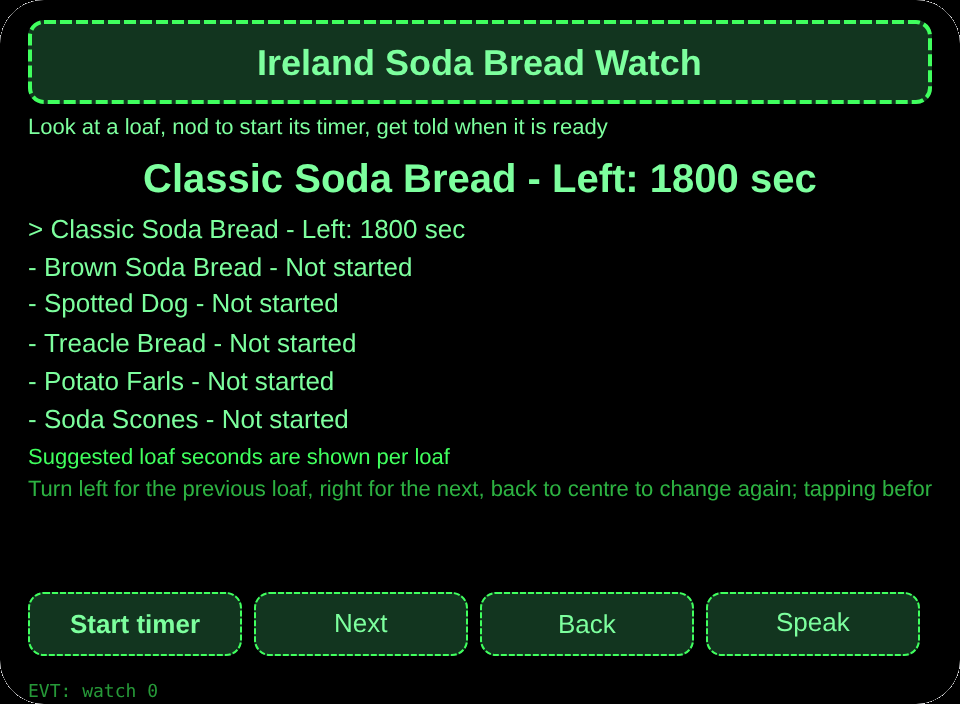 Ireland Soda Bread Watch
Look at a loaf, nod to start its timer, get told when it is ready
Classic Soda Bread - Left: 1800 sec
> Classic Soda Bread - Left: 1800 sec
- Brown Soda Bread - Not started
- Spotted Dog - Not started
- Treacle Bread - Not started
- Potato Farls - Not started
- Soda Scones - Not started
Suggested loaf seconds are shown per loaf
Turn left for the previous loaf, right for the next, back to centre to change again; tapping befor
Start timer
Next
Back
Speak
EVT: watch 0